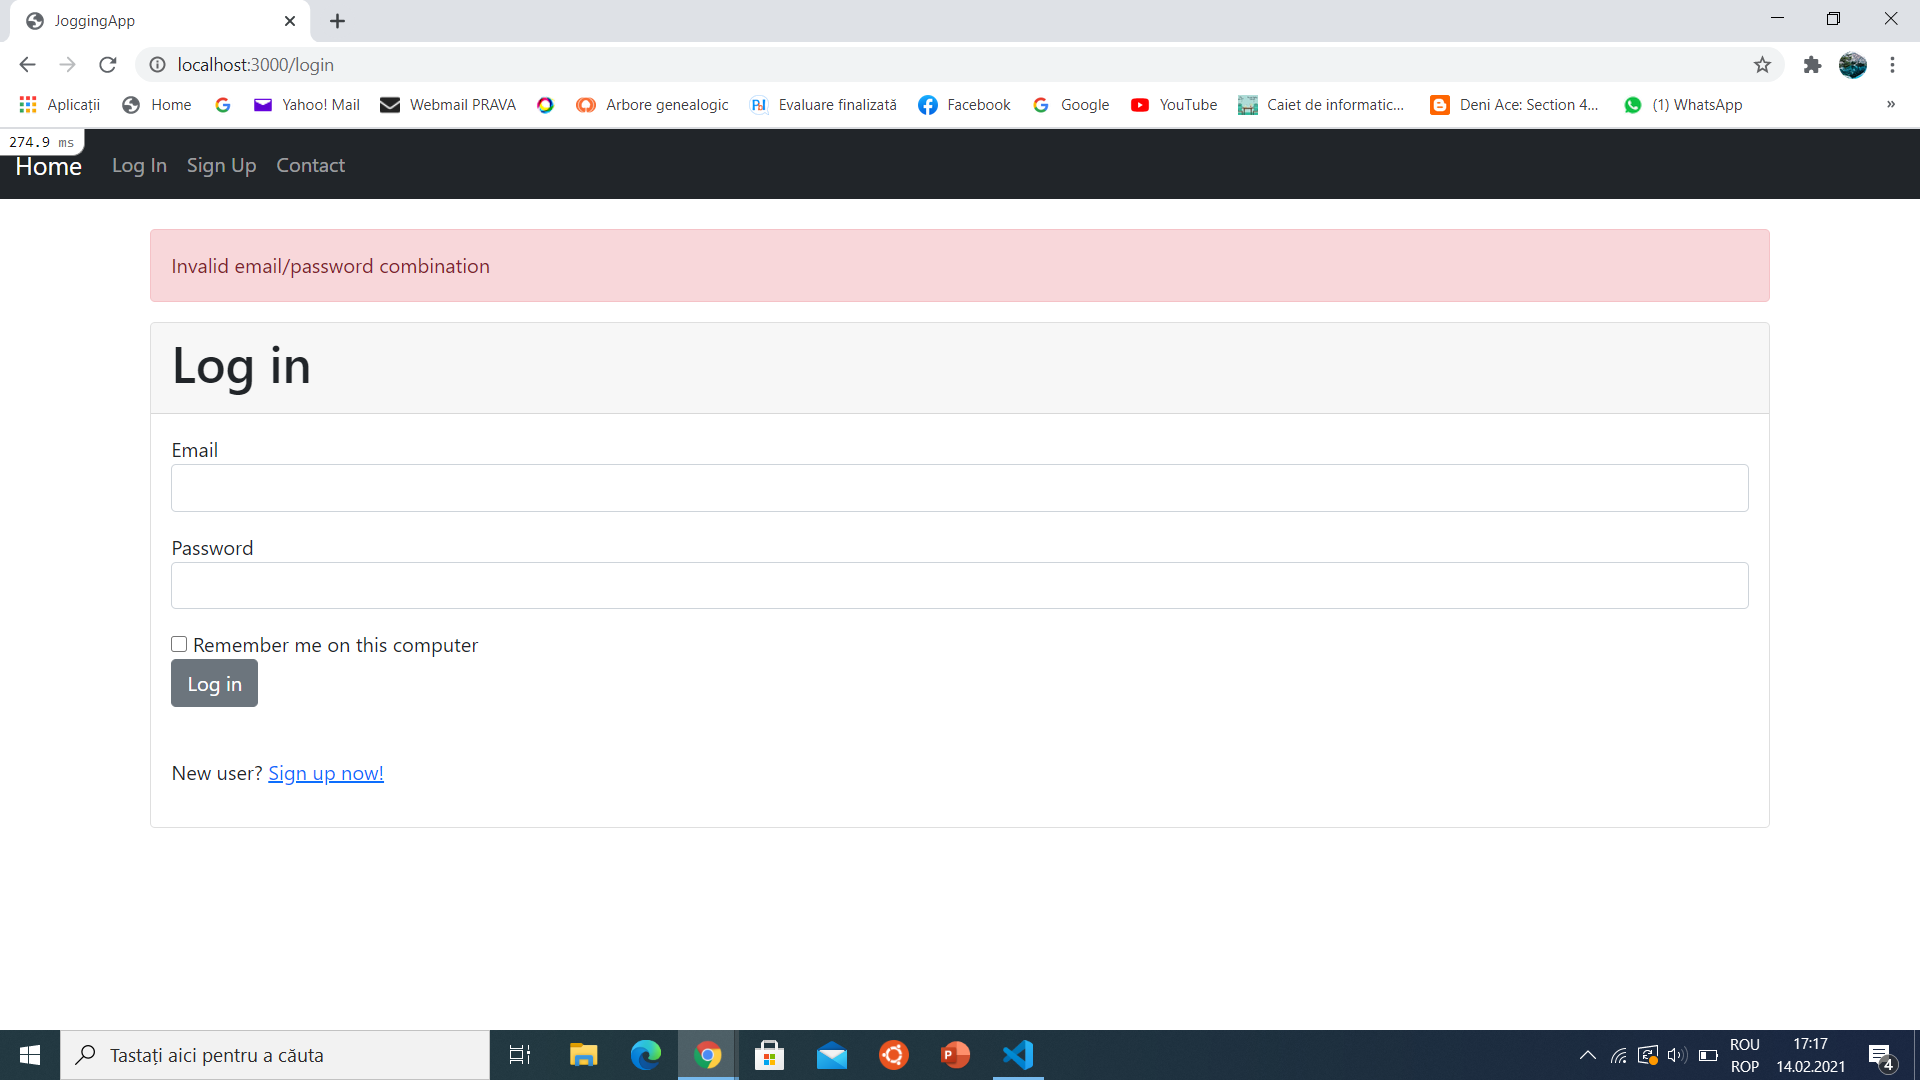 JoggingApp
localhost:3000/login
Aplicații Home Yahoo! Mail Webmail PRAVA Arbore genealogic Evaluare finalizată Facebook Google YouTube Caiet de informatic... Deni Ace: Section 4... (1) WhatsApp »
274.9 ms
Home Log In Sign Up Contact
Invalid email/password combination
Log in
Email
Password
Remember me on this computer
Log in
New user? Sign up now!
Tastați aici pentru a căuta
ROU
ROP
17:17
14.02.2021
4